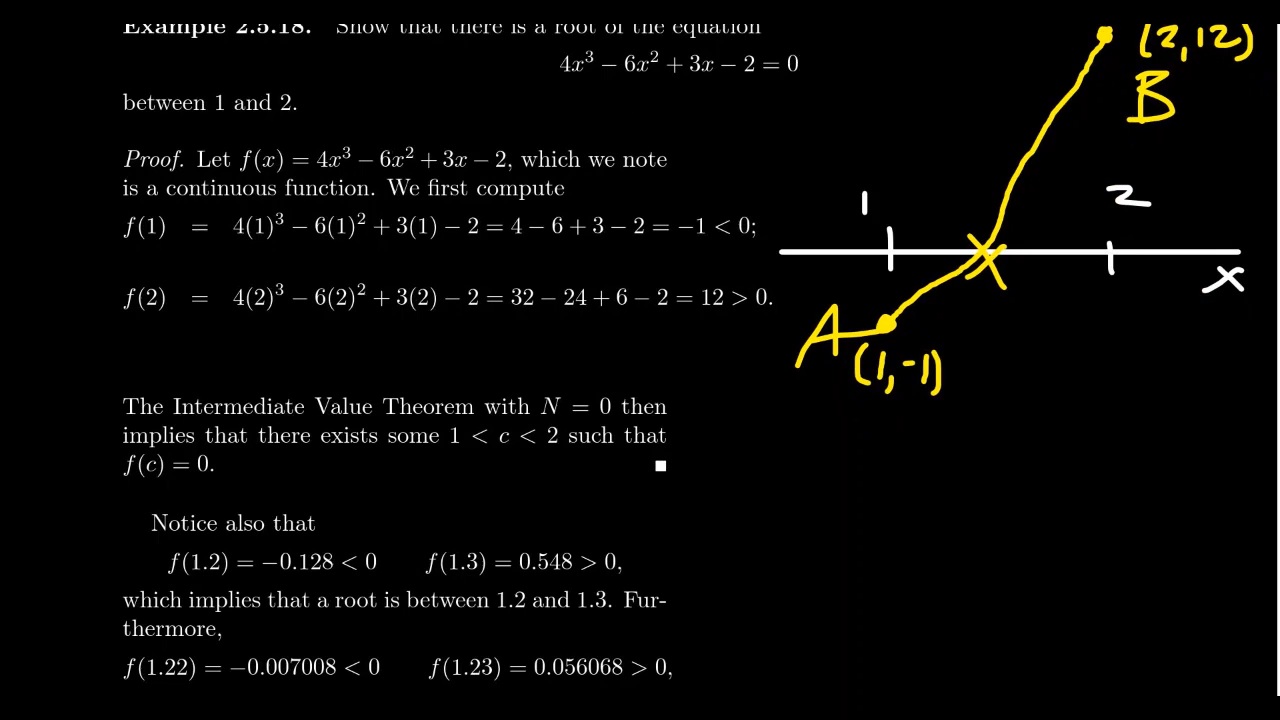 Example 2.5.18. Show that there is a root of the equation
4x³ − 6x² + 3x − 2 = 0
between 1 and 2.
Proof. Let f(x) = 4x³ − 6x² + 3x − 2, which we note
is a continuous function. We first compute
f(1) = 4(1)³ − 6(1)² + 3(1) − 2 = 4 − 6 + 3 − 2 = −1 < 0;
f(2) = 4(2)³ − 6(2)² + 3(2) − 2 = 32 − 24 + 6 − 2 = 12 > 0.
The Intermediate Value Theorem with N = 0 then
implies that there exists some 1 < c < 2 such that
f(c) = 0. ■
Notice also that
f(1.2) = −0.128 < 0 f(1.3) = 0.548 > 0,
which implies that a root is between 1.2 and 1.3. Fur-
thermore,
f(1.22) = −0.007008 < 0 f(1.23) = 0.056068 > 0,
(2,12)
B
1 2
x
A
(1,-1)